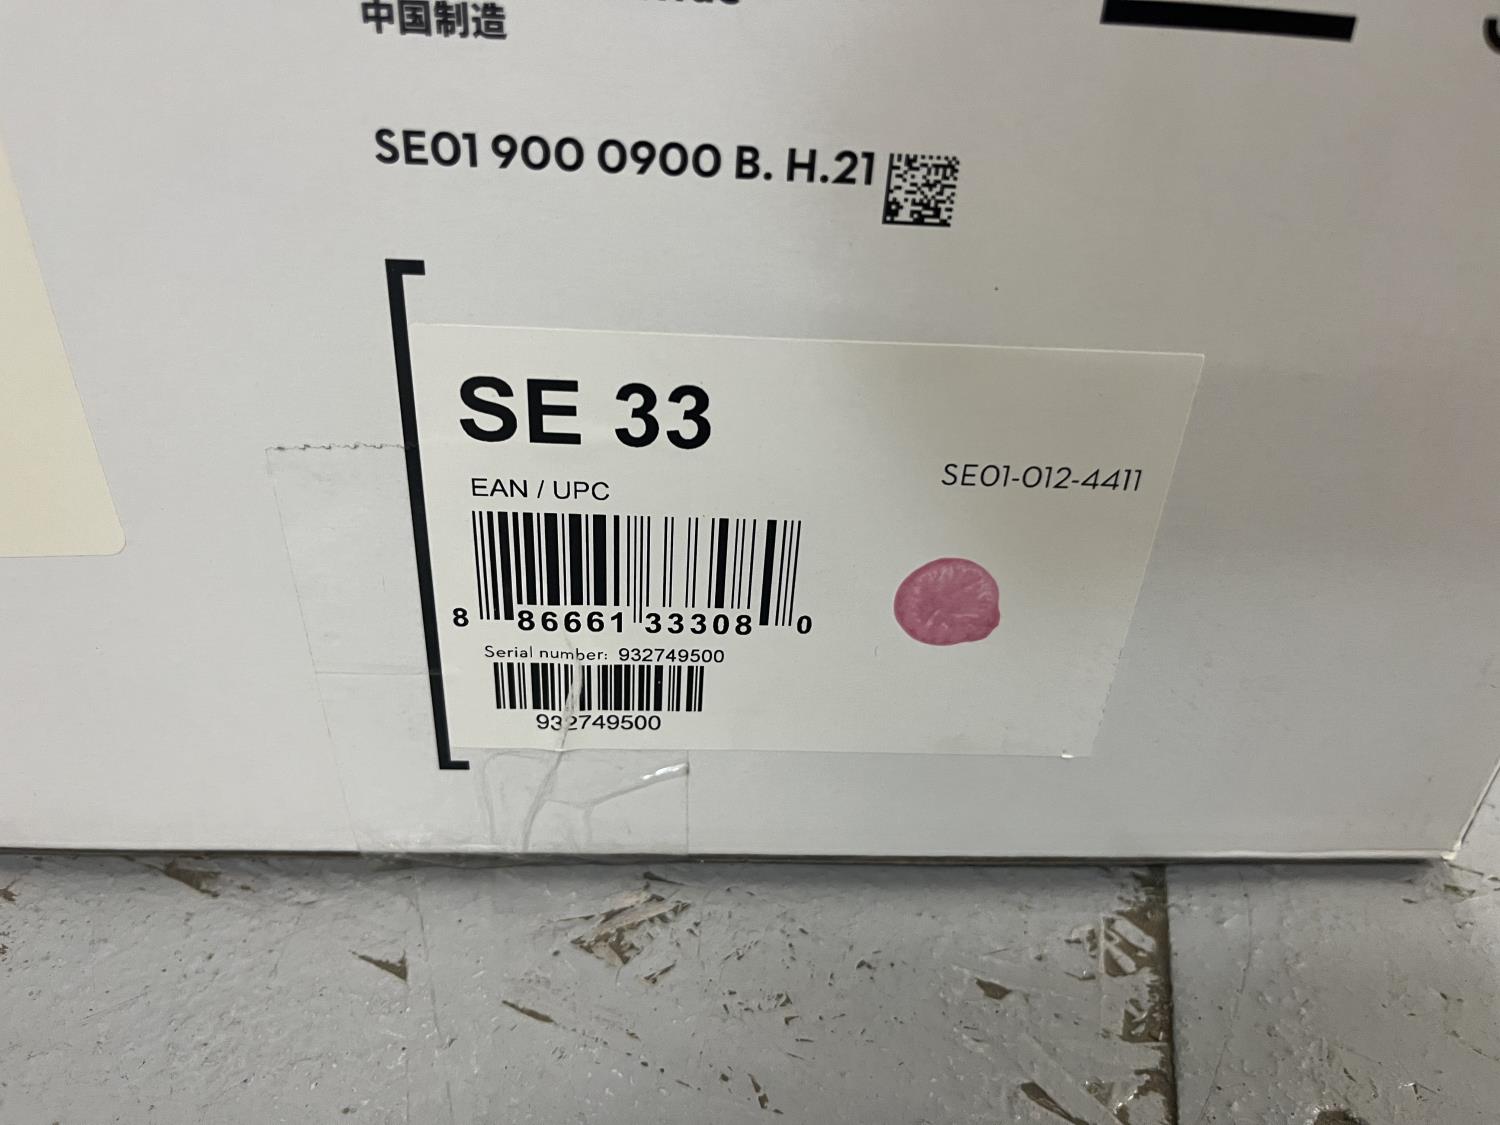 中国制造
SE01 900 0900 B. H.21
SE 33
SE01-012-4411
EAN / UPC
8 86661 33308 0
Serial number: 932749500
932749500